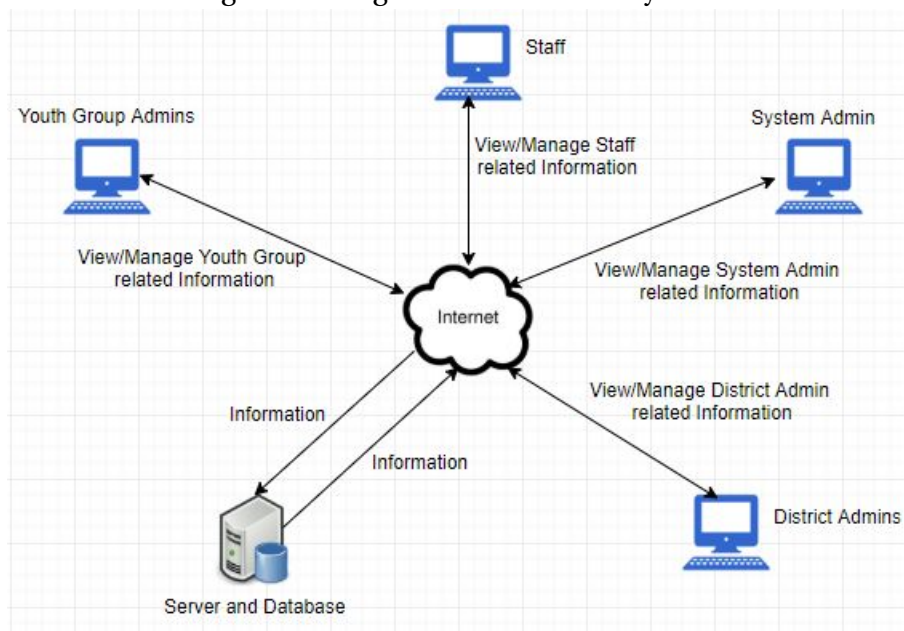 Staff
Youth Group Admins
System Admin
View/Manage Staff
related Information
View/Manage Youth Group
related Information
View/Manage System Admin
related Information
Internet
View/Manage District Admin
related Information
Information
Information
District Admins
Server and Database